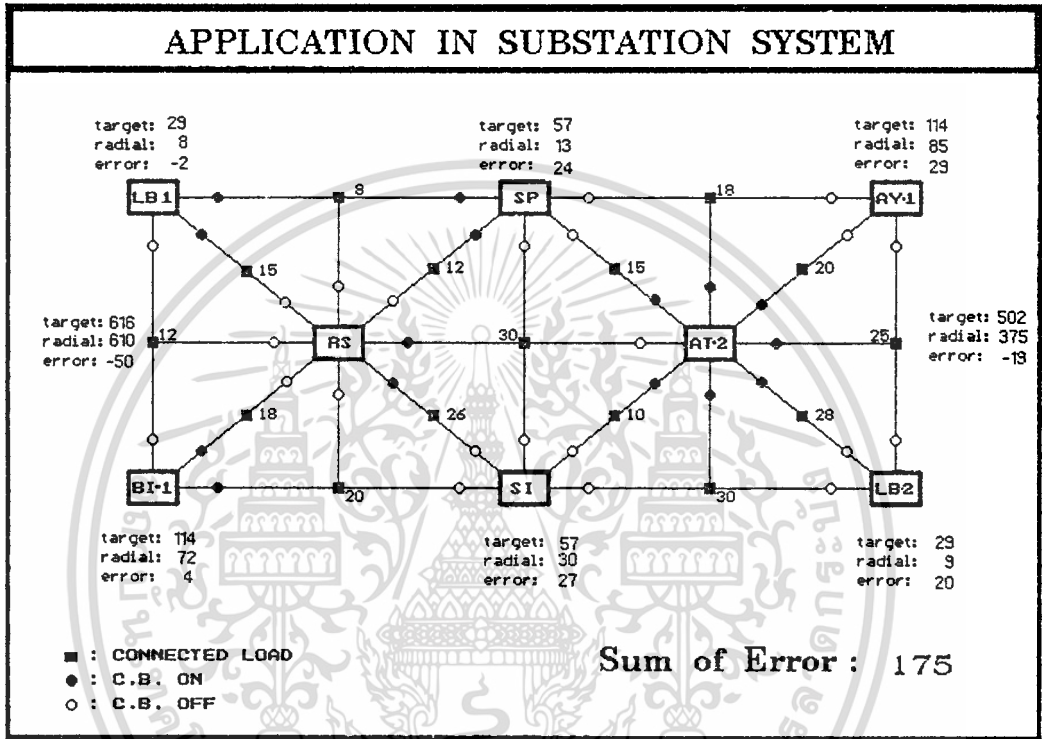 APPLICATION IN SUBSTATION SYSTEM
target: 29
radial: 8
error: -2
target: 57
radial: 13
error: 24
target: 114
radial: 85
error: 29
LB1
8
SP
18
AY-1
15
12
15
20
target: 616
radial: 610
error: -50
12
RS
30
AT-2
25
target: 502
radial: 375
error: -19
18
26
10
28
BI-1
20
SI
30
LB-2
target: 114
radial: 72
error: 4
target: 57
radial: 30
error: 27
target: 29
radial: 9
error: 20
■ : CONNECTED LOAD
● : C.B. ON
○ : C.B. OFF
Sum of Error : 175